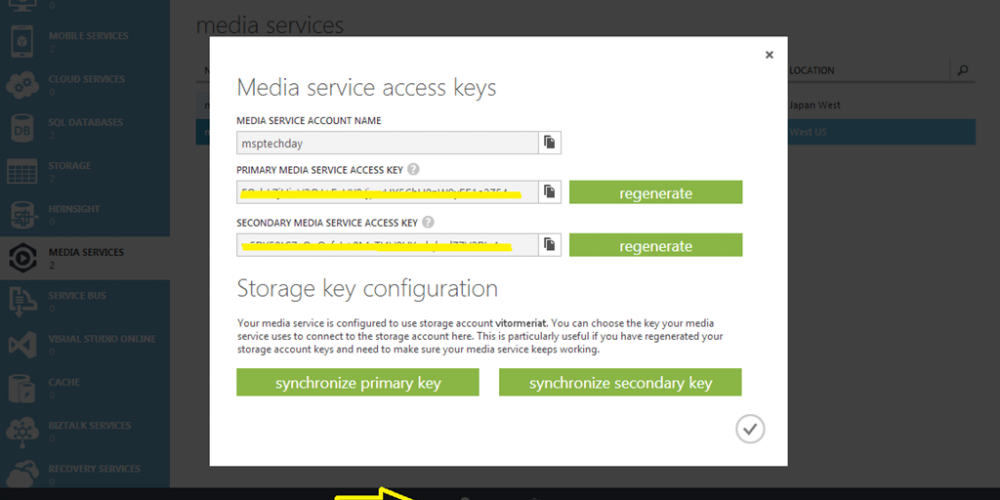 0
MOBILE SERVICES
2
CLOUD SERVICES
0
SQL DATABASES
2
STORAGE
2
HDINSIGHT
0
MEDIA SERVICES
2
SERVICE BUS
0
VISUAL STUDIO ONLINE
0
CACHE
0
BIZTALK SERVICES
0
RECOVERY SERVICES
0
media services
LOCATION
Japan West
West US
Media service access keys
MEDIA SERVICE ACCOUNT NAME
msptechday
PRIMARY MEDIA SERVICE ACCESS KEY ?
regenerate
SECONDARY MEDIA SERVICE ACCESS KEY ?
regenerate
Storage key configuration
Your media service is configured to use storage account vitormeriat. You can choose the key your media
service uses to connect to the storage account here. This is particularly useful if you have regenerated your
storage account keys and need to make sure your media service keeps working.
synchronize primary key
synchronize secondary key